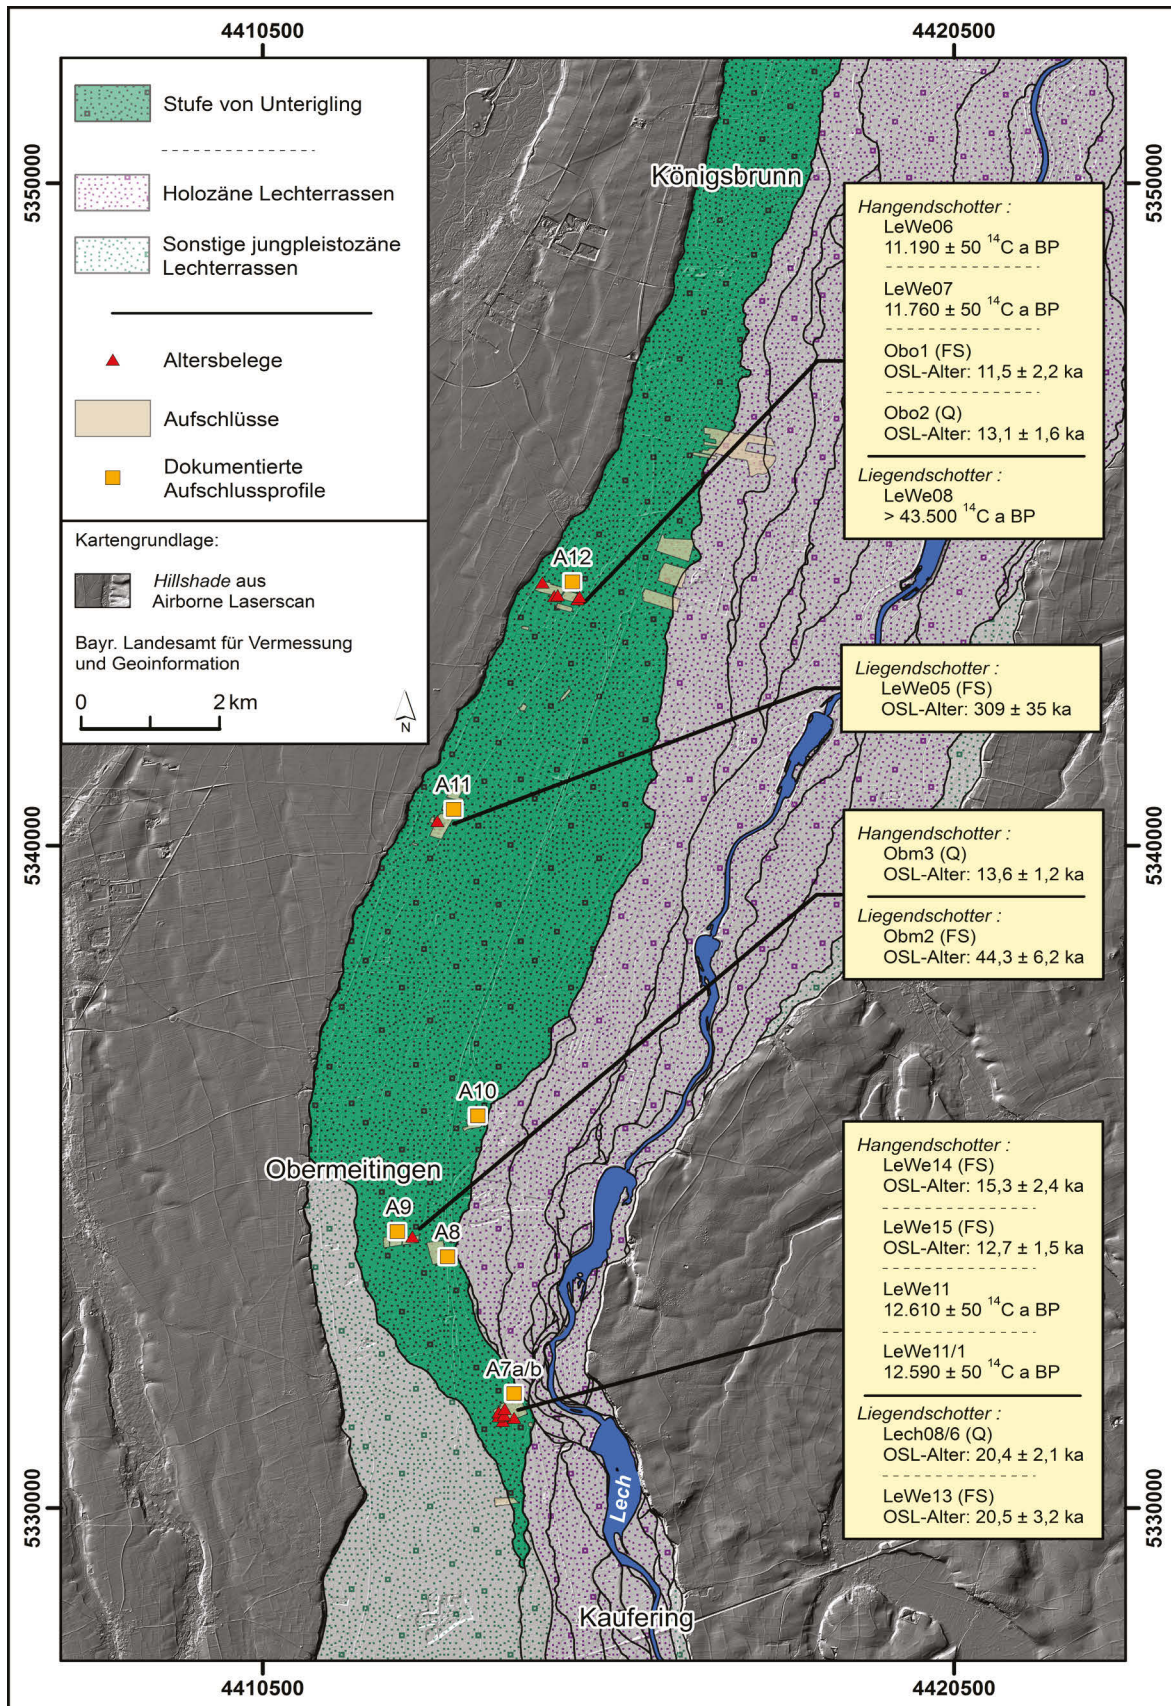 4410500
4420500
5350000
5350000
5340000
5340000
5330000
5330000
4410500
4420500
Stufe von Unterigling
Holozäne Lechterrassen
Sonstige jungpleistozäne
Lechterrassen
Altersbelege
Aufschlüsse
Dokumentierte
Aufschlussprofile
Kartengrundlage:
Hillshade aus
Airborne Laserscan
Bayr. Landesamt für Vermessung
und Geoinformation
0 2 km
N
Königsbrunn
A12
A11
A10
Obermeitingen
A9
A8
A7a/b
Lech
Kaufering
Hangendschotter :
LeWe06
11.190 ± 50 ¹⁴C a BP
LeWe07
11.760 ± 50 ¹⁴C a BP
Obo1 (FS)
OSL-Alter: 11,5 ± 2,2 ka
Obo2 (Q)
OSL-Alter: 13,1 ± 1,6 ka
Liegendschotter :
LeWe08
> 43.500 ¹⁴C a BP
Liegendschotter :
LeWe05 (FS)
OSL-Alter: 309 ± 35 ka
Hangendschotter :
Obm3 (Q)
OSL-Alter: 13,6 ± 1,2 ka
Liegendschotter :
Obm2 (FS)
OSL-Alter: 44,3 ± 6,2 ka
Hangendschotter :
LeWe14 (FS)
OSL-Alter: 15,3 ± 2,4 ka
LeWe15 (FS)
OSL-Alter: 12,7 ± 1,5 ka
LeWe11
12.610 ± 50 ¹⁴C a BP
LeWe11/1
12.590 ± 50 ¹⁴C a BP
Liegendschotter :
Lech08/6 (Q)
OSL-Alter: 20,4 ± 2,1 ka
LeWe13 (FS)
OSL-Alter: 20,5 ± 3,2 ka